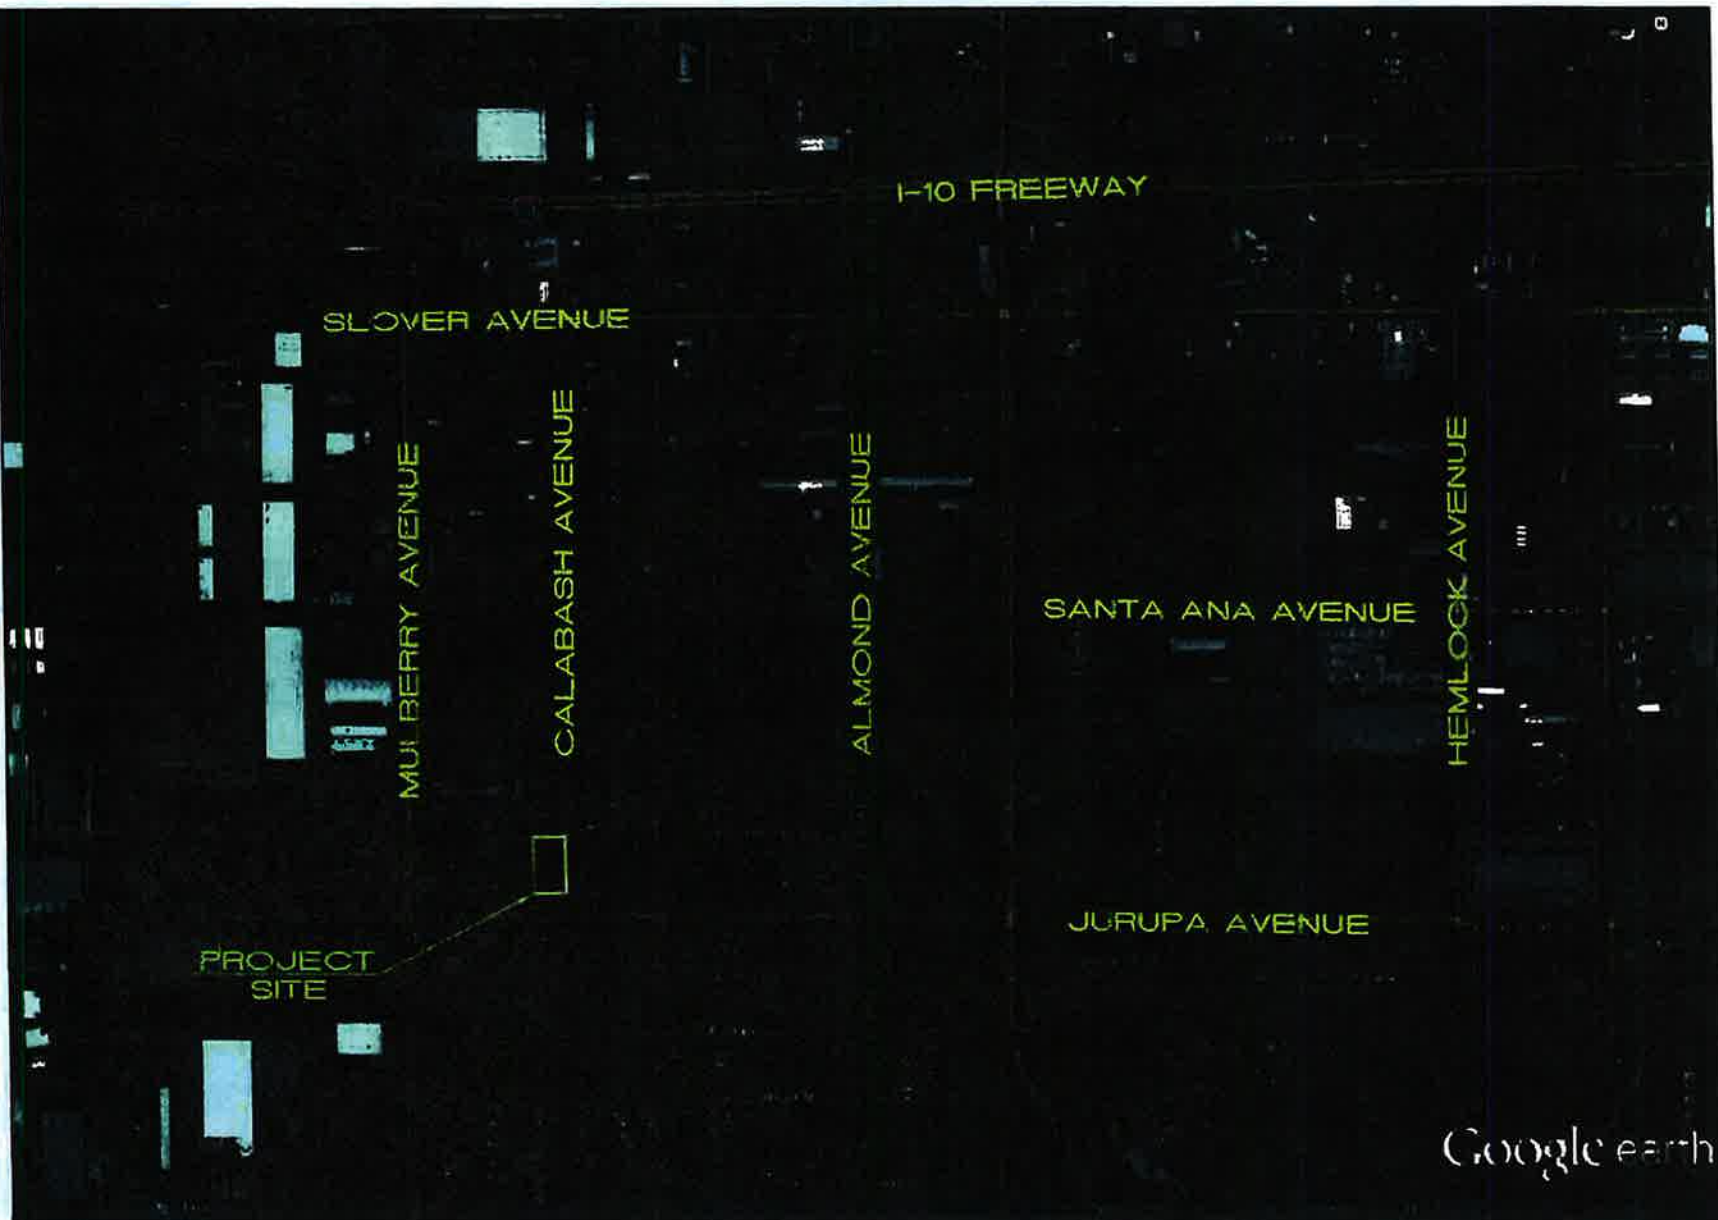 N
I-10 FREEWAY
SLOVER AVENUE
MULBERRY AVENUE
CALABASH AVENUE
ALMOND AVENUE
HEMLOCK AVENUE
SANTA ANA AVENUE
JURUPA AVENUE
PROJECT
SITE
Google earth